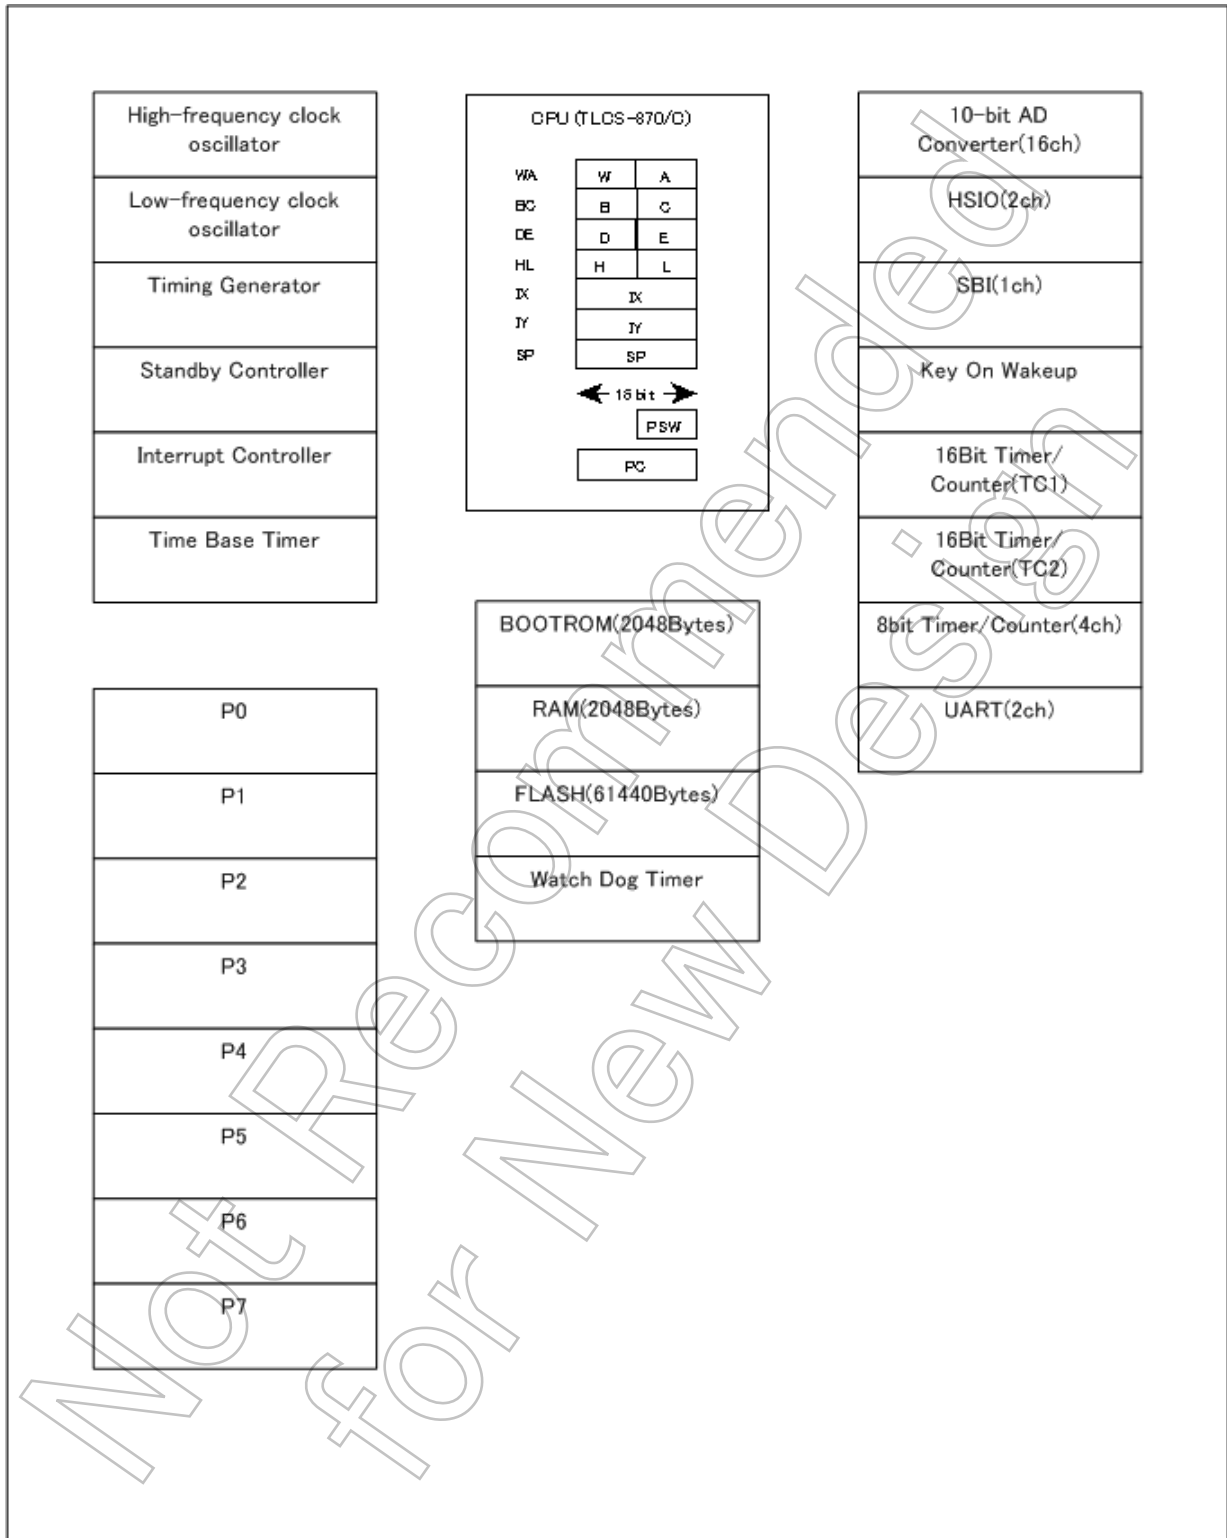 High-frequency clock
oscillator
Low-frequency clock
oscillator
Timing Generator
Standby Controller
Interrupt Controller
Time Base Timer
P0
P1
P2
P3
P4
P5
P6
P7
CPU (TLCS-870/C)
WA W A
BC B C
DE D E
HL H L
IX IX
IY IY
SP SP
16 bit
PSW
PC
BOOTROM(2048Bytes)
RAM(2048Bytes)
FLASH(61440Bytes)
Watch Dog Timer
10-bit AD
Converter(16ch)
HSIO(2ch)
SBI(1ch)
Key On Wakeup
16Bit Timer/
Counter(TC1)
16Bit Timer/
Counter(TC2)
8bit Timer/Counter(4ch)
UART(2ch)
Not Recommended
for New Design